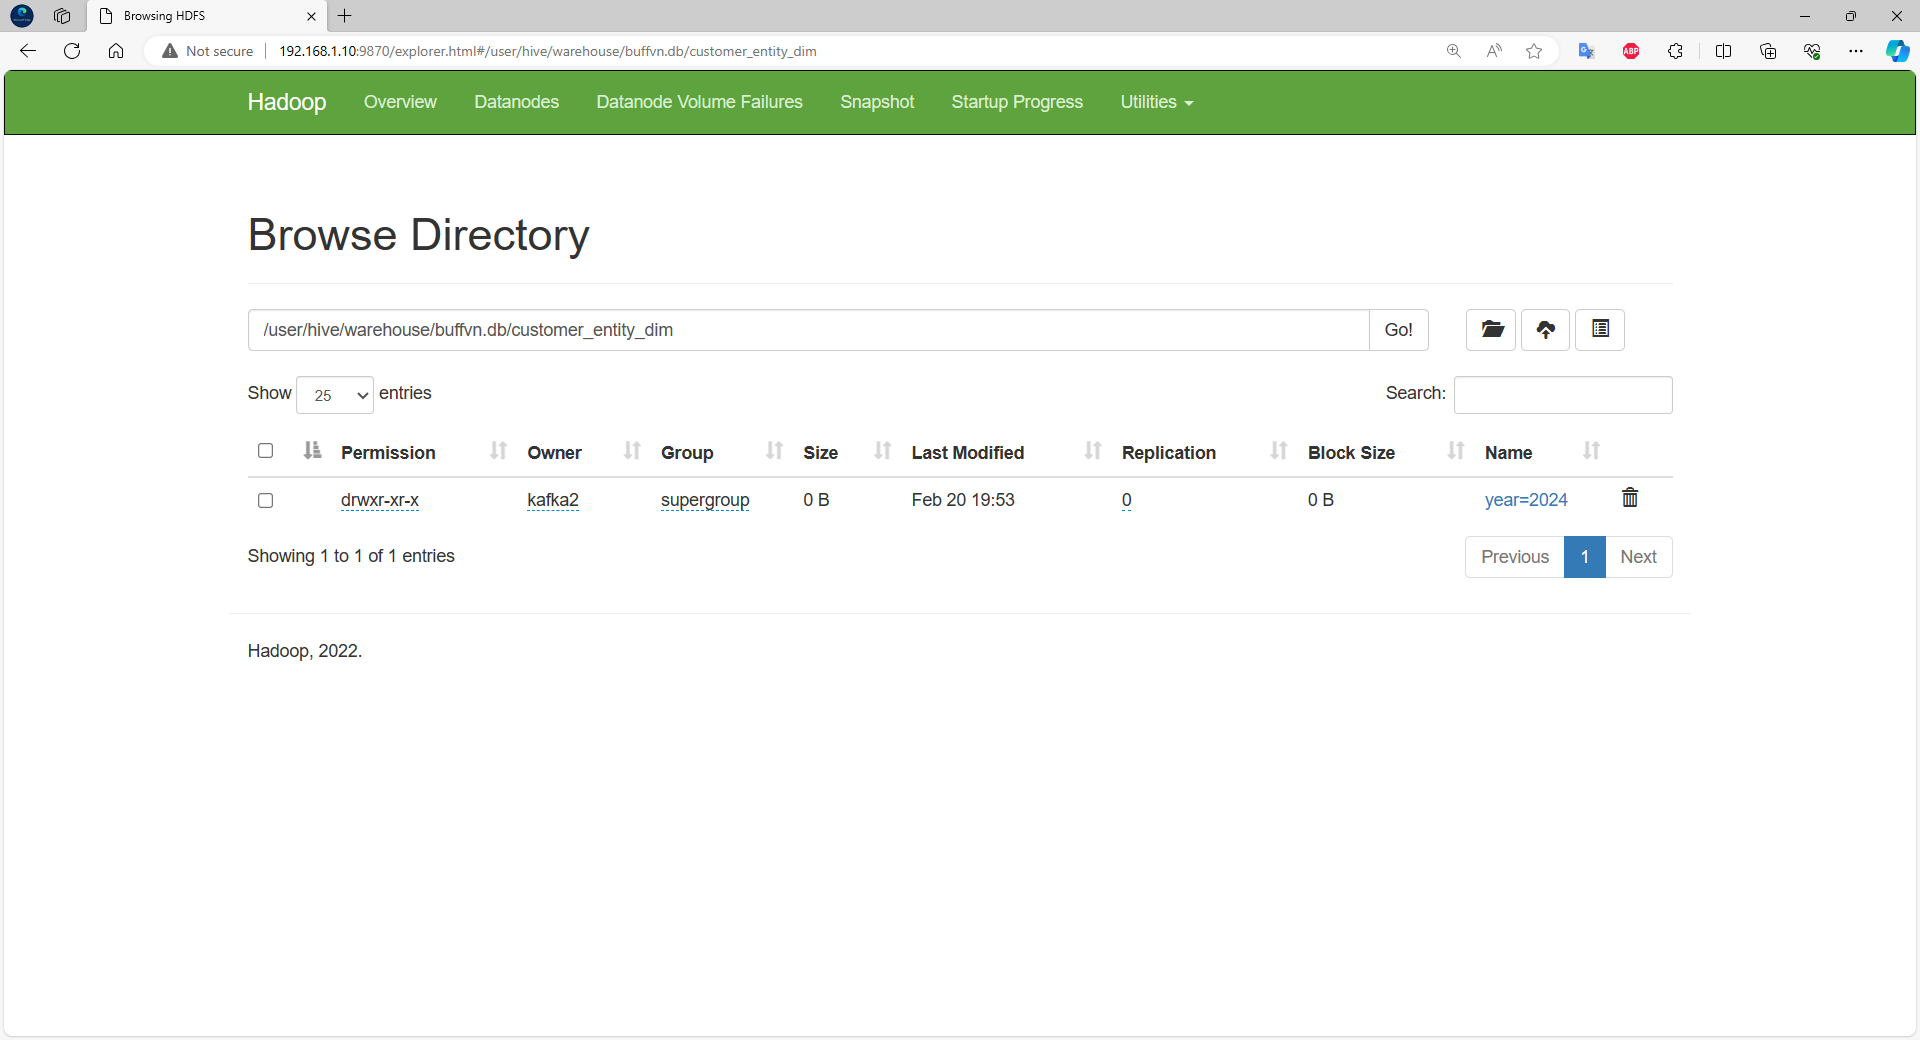 Browsing HDFS
Not secure 192.168.1.10:9870/explorer.html#/user/hive/warehouse/buffvn.db/customer_entity_dim
ABP
Hadoop Overview Datanodes Datanode Volume Failures Snapshot Startup Progress Utilities
Browse Directory
/user/hive/warehouse/buffvn.db/customer_entity_dim Go!
Show 25 entries Search:
Permission Owner Group Size Last Modified Replication Block Size Name
drwxr-xr-x kafka2 supergroup 0 B Feb 20 19:53 0 0 B year=2024
Showing 1 to 1 of 1 entries Previous 1 Next
Hadoop, 2022.